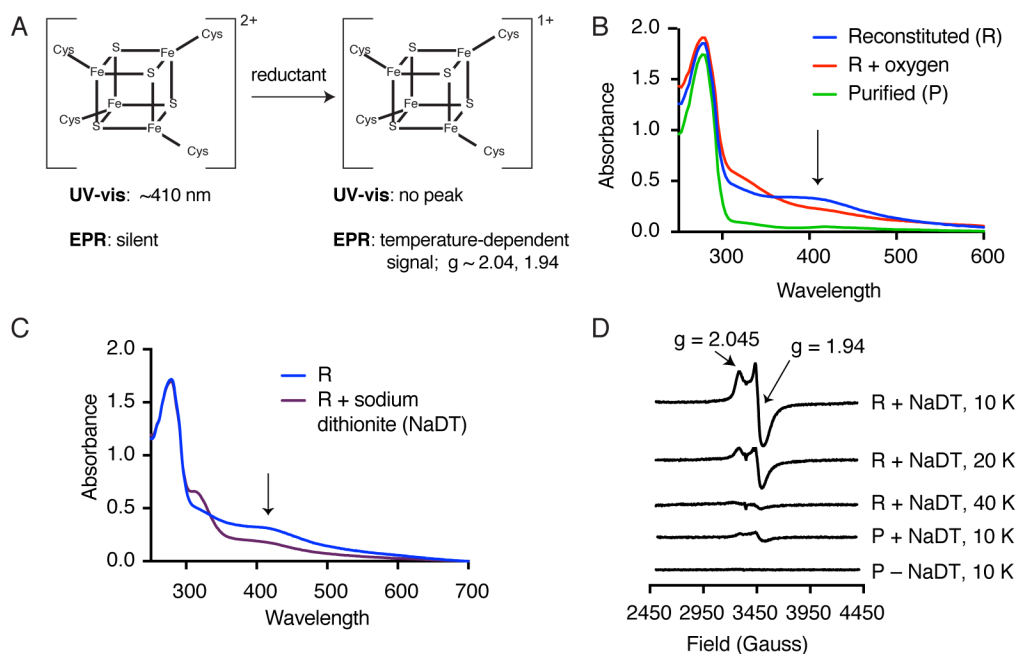 A
2+
Cys
Cys
S
Fe
Fe
S
Fe
S
Cys
S
Fe
Cys
reductant
1+
Cys
Cys
S
Fe
Fe
S
Fe
S
Cys
S
Fe
Cys
UV-vis: ~410 nm
EPR: silent
UV-vis: no peak
EPR: temperature-dependent
signal; g ~ 2.04, 1.94
B
Absorbance
2.0
1.5
1.0
0.5
0.0
300
400
500
600
Wavelength
Reconstituted (R)
R + oxygen
Purified (P)
C
Absorbance
2.0
1.5
1.0
0.5
0.0
300
400
500
600
700
Wavelength
R
R + sodium
dithionite (NaDT)
D
g = 2.045
g = 1.94
R + NaDT, 10 K
R + NaDT, 20 K
R + NaDT, 40 K
P + NaDT, 10 K
P – NaDT, 10 K
2450
2950
3450
3950
4450
Field (Gauss)